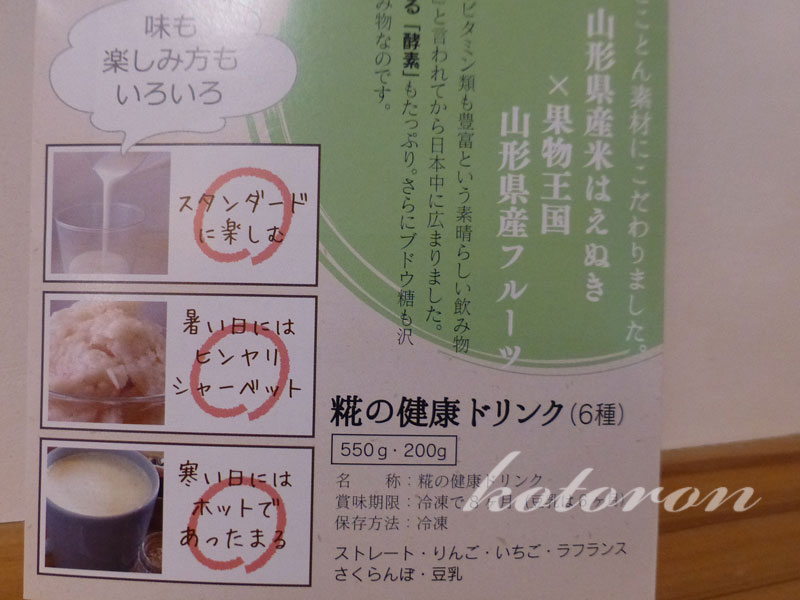 とことん素材にこだわりました。
山形県産米はえぬき
×果物王国
山形県産フルーツ
ビタミン類も豊富という素晴らしい飲み物
』と言われてから日本中に広まりました。
る「酵素」もたっぷり。さらにブドウ糖も沢
み物なのです。
味も
楽しみ方も
いろいろ
スタンダード
に楽しむ
暑い日には
ヒンヤリ
シャーベット
寒い日には
ホットで
あったまる
糀の健康ドリンク(6種)
550g・200g
名　　称:糀の健康ドリンク
賞味期限:冷凍で8ヶ月(豆乳は6ヶ月)
保存方法:冷凍
ストレート・りんご・いちご・ラフランス
さくらんぼ・豆乳
kotoron